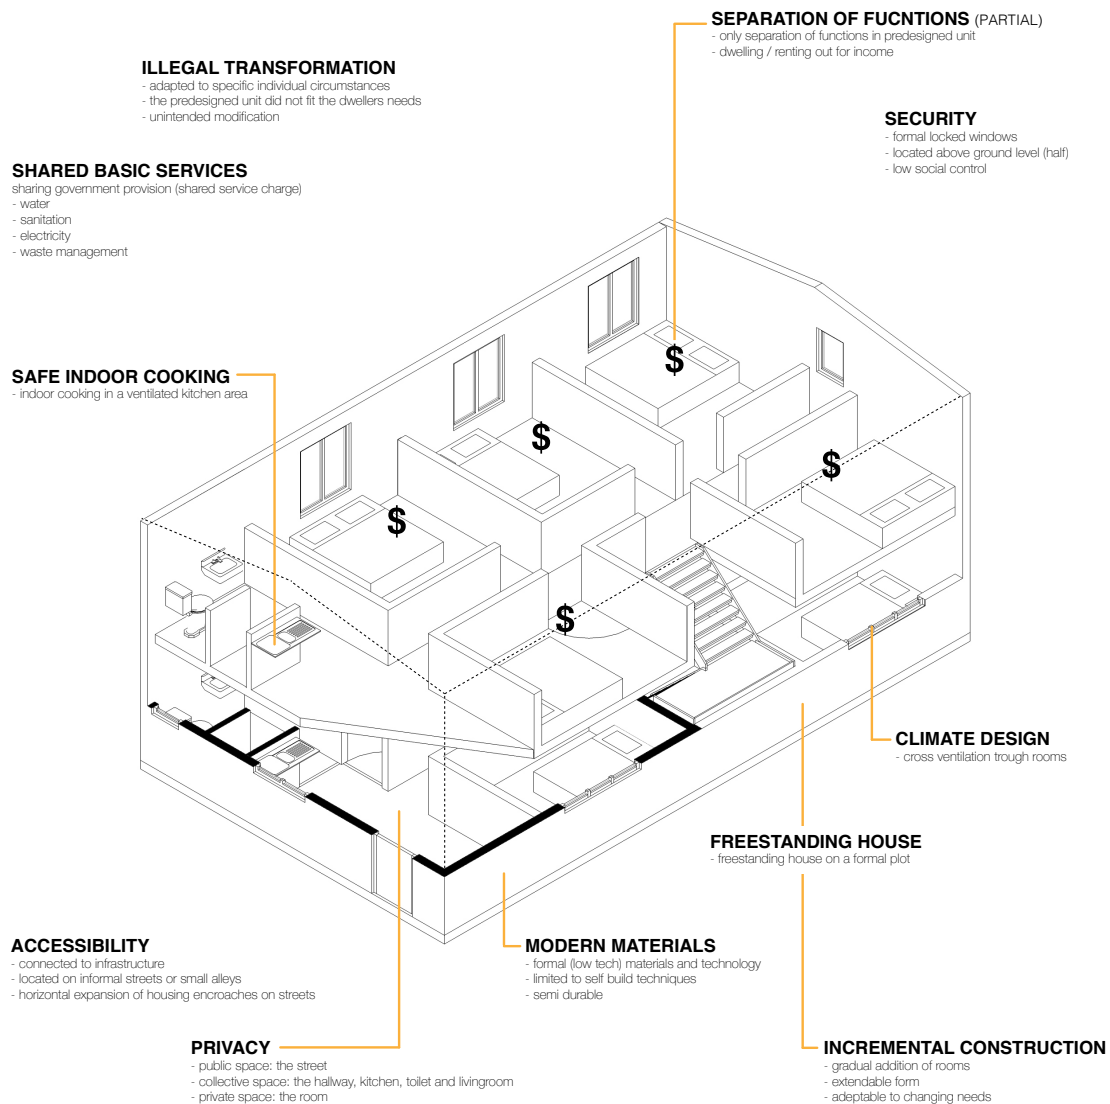 SEPARATION OF FUCNTIONS (PARTIAL)
- only separation of functions in predesigned unit
- dwelling / renting out for income
ILLEGAL TRANSFORMATION
- adapted to specific individual circumstances
- the predesigned unit did not fit the dwellers needs
- unintended modification
SECURITY
- formal locked windows
- located above ground level (half)
- low social control
SHARED BASIC SERVICES
sharing government provision (shared service charge)
- water
- sanitation
- electricity
- waste management
SAFE INDOOR COOKING
- indoor cooking in a ventilated kitchen area
$
$
$
$
$
CLIMATE DESIGN
- cross ventilation trough rooms
FREESTANDING HOUSE
- freestanding house on a formal plot
ACCESSIBILITY
- connected to infrastructure
- located on informal streets or small alleys
- horizontal expansion of housing encroaches on streets
MODERN MATERIALS
- formal (low tech) materials and technology
- limited to self build techniques
- semi durable
PRIVACY
- public space: the street
- collective space: the hallway, kitchen, toilet and livingroom
- private space: the room
INCREMENTAL CONSTRUCTION
- gradual addition of rooms
- extendable form
- adeptable to changing needs